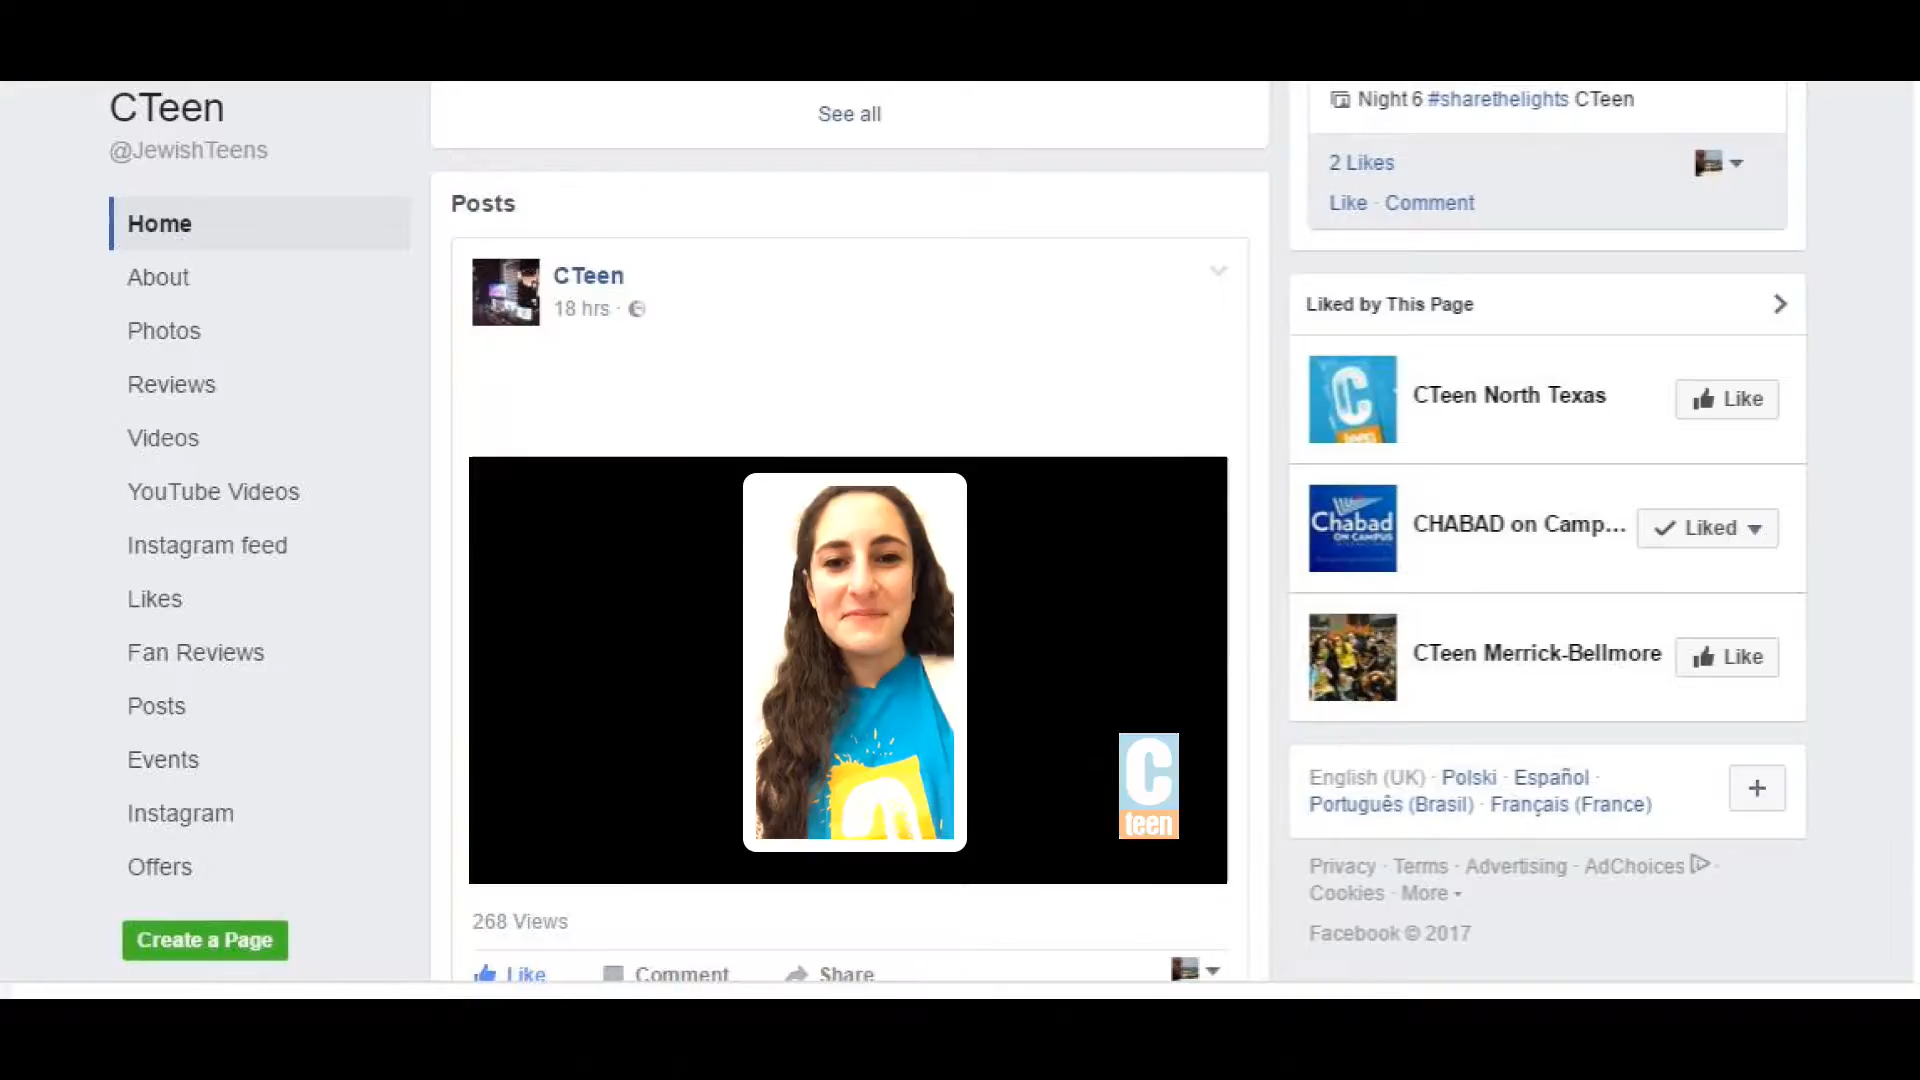 CTeen
@JewishTeens
Home
About
Photos
Reviews
Videos
YouTube Videos
Instagram feed
Likes
Fan Reviews
Posts
Events
Instagram
Offers
Create a Page
See all
Posts
CTeen
18 hrs ·
C
teen
268 Views
Like
Comment
Share
Night 6 #sharethelights CTeen
2 Likes
Like · Comment
Liked by This Page
C
teen
CTeen North Texas
Like
Chabad
ON CAMPUS
CHABAD on Camp...
Liked
CTeen Merrick-Bellmore
Like
English (UK) · Polski · Español ·
Português (Brasil) · Français (France)
+
Privacy · Terms · Advertising · AdChoices ·
Cookies · More
Facebook © 2017